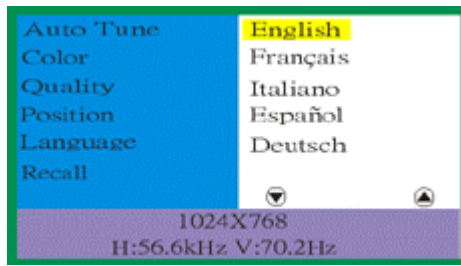 Auto Tune
Color
Quality
Position
Language
Recall
English
Français
Italiano
Español
Deutsch
1024X768
H:56.6kHz V:70.2Hz